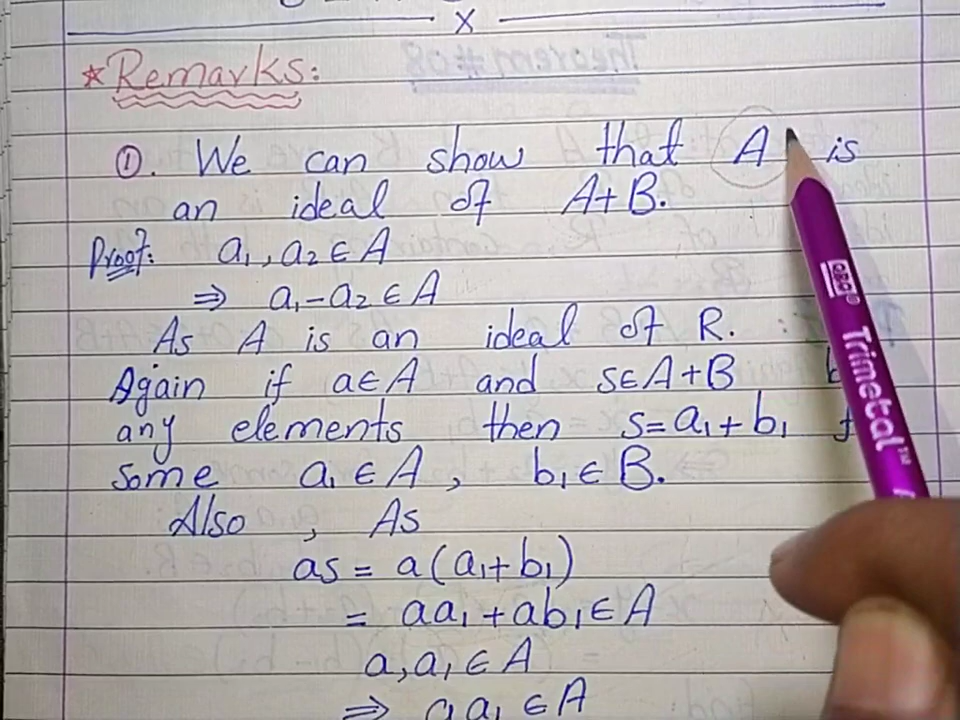 x
*Remarks:
①. We can show that A is
an ideal of A+B.
Proof: a₁, a₂ ∈ A
⇒ a₁-a₂ ∈ A
As A is an ideal of R.
Again if a∈A and s∈A+B b
any elements then s=a₁+b₁ f
some a₁ ∈ A, b₁ ∈ B.
Also, As
as = a(a₁+b₁)
= aa₁ + ab₁ ∈ A
a, a₁ ∈ A
⇒ aa₁ ∈ A
Trimetal™